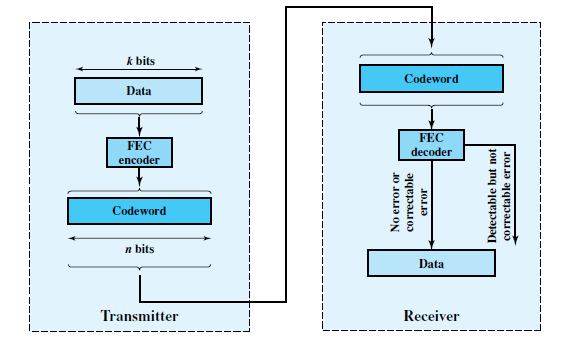 k bits
Data
FEC
encoder
Codeword
n bits
Transmitter
Codeword
FEC
decoder
No error or
correctable
error
Detectable but not
correctable error
Data
Receiver